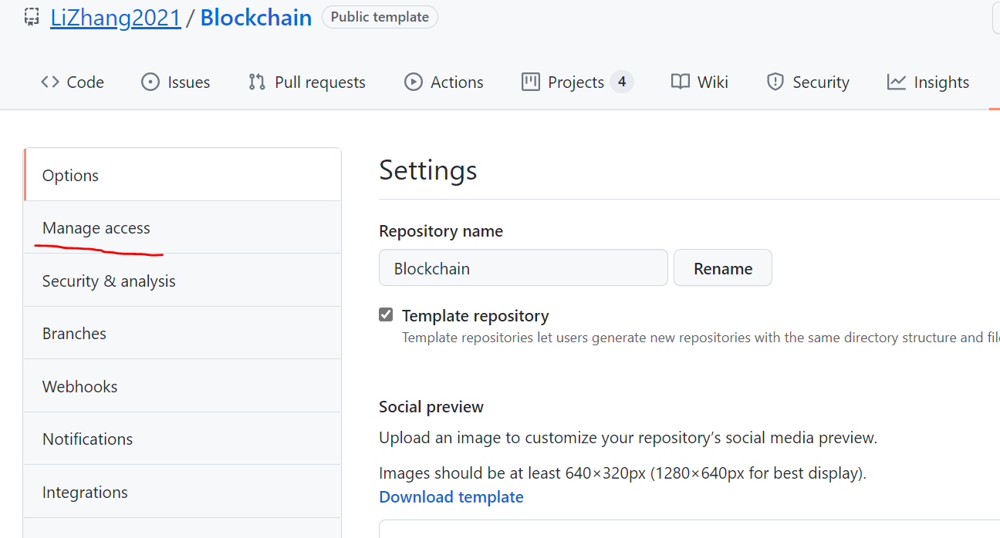 LiZhang2021 / Blockchain Public template
Code Issues Pull requests Actions Projects 4 Wiki Security Insights
Options
Manage access
Security & analysis
Branches
Webhooks
Notifications
Integrations
Settings
Repository name
Blockchain Rename
Template repository
Template repositories let users generate new repositories with the same directory structure and
Social preview
Upload an image to customize your repository’s social media preview.
Images should be at least 640×320px (1280×640px for best display).
Download template